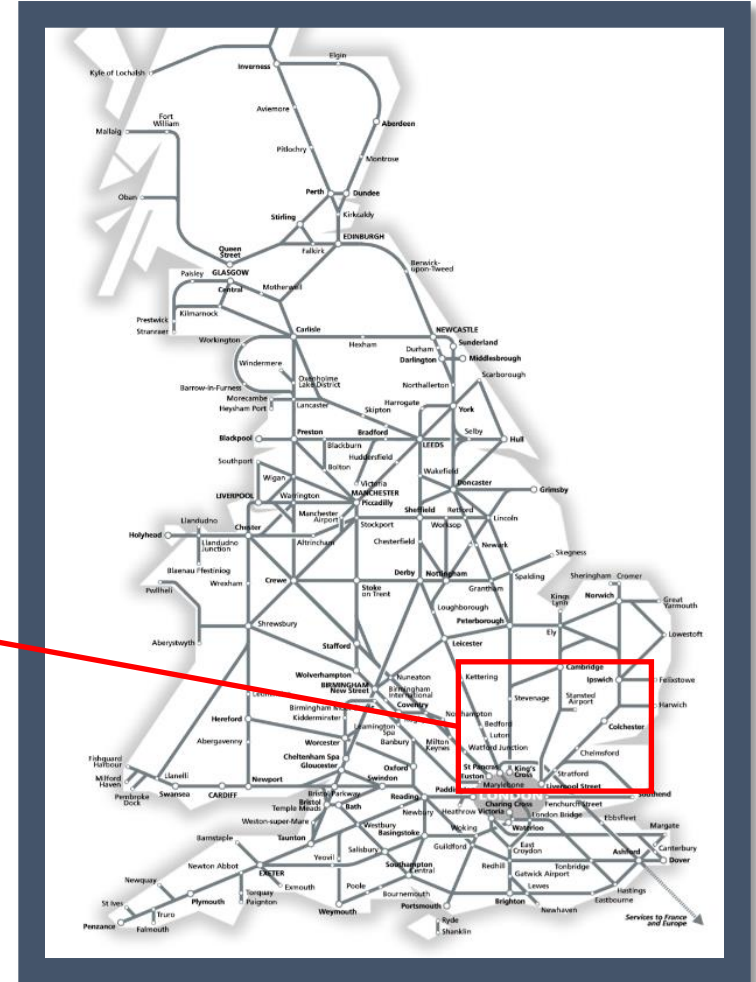 Elgin
Inverness
Kyle of Lochalsh
Aviemore
Fort
William
Mallaig
Aberdeen
Pitlochry
Montrose
Oban
Perth
Dundee
Stirling
Kirkcaldy
EDINBURGH
Queen
Street
Falkirk
Berwick-
upon-Tweed
GLASGOW
Paisley
Central
Motherwell
Prestwick
Stranraer
Kilmarnock
Carlisle
NEWCASTLE
Workington
Hexham
Sunderland
Durham
Darlington
Middlesbrough
Windermere
Scarborough
Oxenholme
Lake District
Barrow-in-Furness
Northallerton
Morecambe
Heysham Port
Lancaster
Harrogate
Skipton
York
Blackpool
Preston
Bradford
Selby
Hull
Blackburn
LEEDS
Southport
Bolton
Huddersfield
Wigan
Victoria
Wakefield
Doncaster
LIVERPOOL
Warrington
MANCHESTER
Piccadilly
Grimsby
Sheffield
Retford
Manchester
Airport
Llandudno
Chester
Stockport
Worksop
Lincoln
Holyhead
Llandudno
Junction
Altrincham
Chesterfield
Newark
Skegness
Blaenau Ffestiniog
Derby
Nottingham
Spalding
Sheringham
Cromer
Pwllheli
Wrexham
Crewe
Stoke
on Trent
Grantham
Kings
Lynn
Norwich
Great
Yarmouth
Loughborough
Peterborough
Shrewsbury
Ely
Lowestoft
Aberystwyth
Stafford
Leicester
Wolverhampton
Nuneaton
Kettering
Cambridge
BIRMINGHAM
New Street
Birmingham
International
Ipswich
Felixstowe
Stevenage
Stansted
Airport
Coventry
Harwich
Hereford
Kidderminster
Northampton
Bedford
Colchester
Leamington
Spa
Luton
Abergavenny
Worcester
Banbury
Milton
Keynes
Watford Junction
Chelmsford
Cheltenham Spa
Gloucester
Oxford
St Pancras
Euston
King's
Cross
Stratford
Fishguard
Harbour
Llanelli
Swindon
Marylebone
Liverpool Street
Milford
Haven
Newport
Bristol Parkway
Reading
LONDON
Southend
Pembroke
Dock
Swansea
CARDIFF
Bristol
Temple Meads
Bath
Newbury
Heathrow
Victoria
Charing Cross
Fenchurch Street
London Bridge
Ebbsfleet
Weston-super-Mare
Westbury
Basingstoke
Woking
Waterloo
Margate
Barnstaple
Taunton
Salisbury
Guildford
East
Croydon
Canterbury
Yeovil
Southampton
Central
Redhill
Gatwick Airport
Tonbridge
Ashford
Dover
Newton Abbot
EXETER
Newquay
Exmouth
Poole
Bournemouth
Lewes
Hastings
Eastbourne
St Ives
Plymouth
Torquay
Paignton
Weymouth
Portsmouth
Brighton
Newhaven
Truro
Penzance
Falmouth
Ryde
Shanklin
Services to France
and Europe